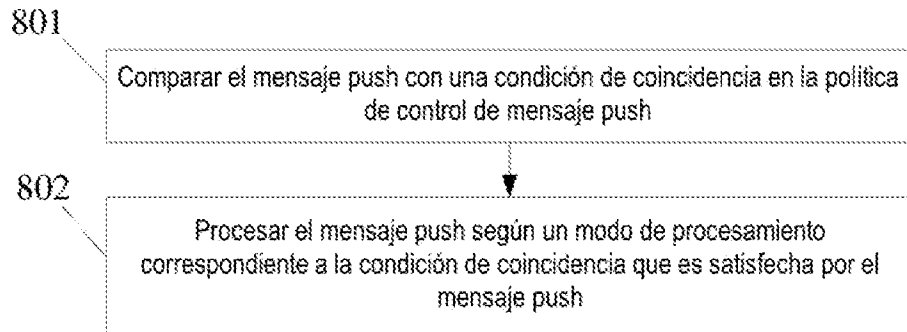 801
Comparar el mensaje push con una condición de coincidencia en la política
de control de mensaje push
802
Procesar el mensaje push según un modo de procesamiento
correspondiente a la condición de coincidencia que es satisfecha por el
mensaje push